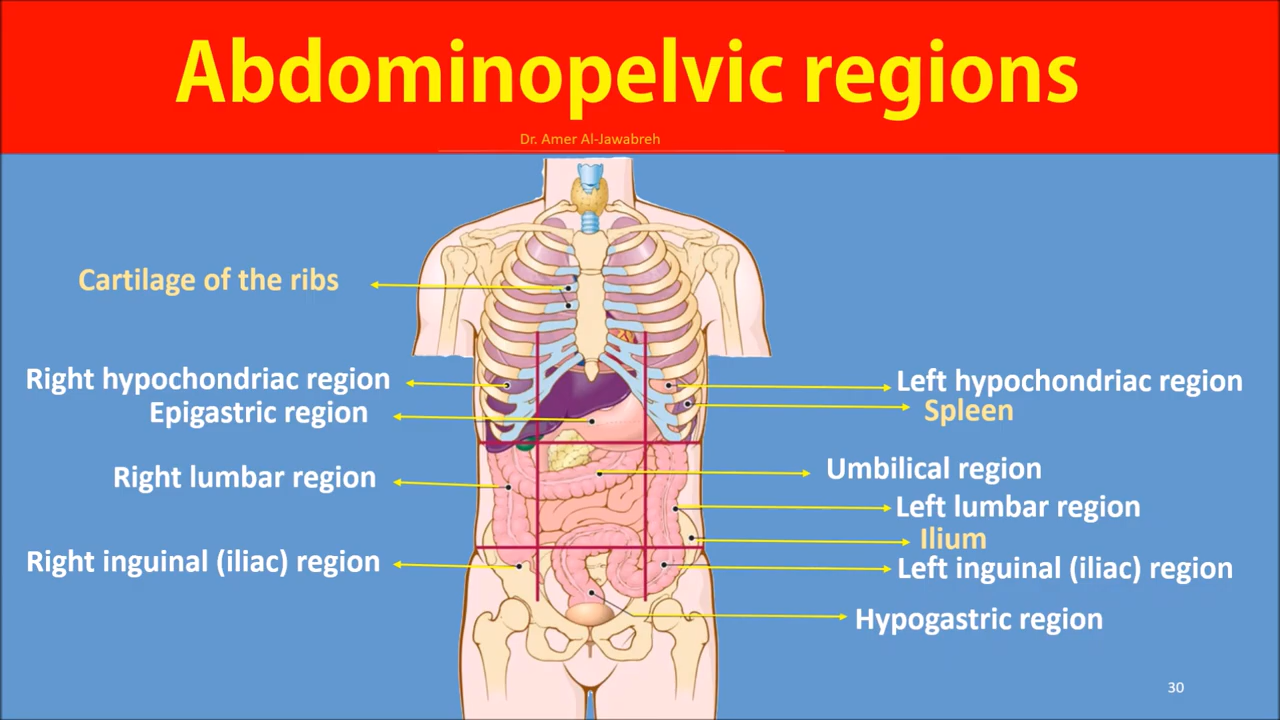 Abdominopelvic regions
Dr. Amer Al-Jawabreh
Cartilage of the ribs
Right hypochondriac region
Epigastric region
Right lumbar region
Right inguinal (iliac) region
Left hypochondriac region
Spleen
Umbilical region
Left lumbar region
Ilium
Left inguinal (iliac) region
Hypogastric region
30